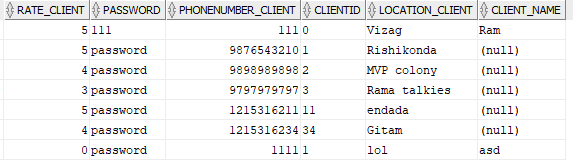 RATE_CLIENT PASSWORD PHONENUMBER_CLIENT CLIENTID LOCATION_CLIENT CLIENT_NAME
5 111 111 0 Vizag Ram
5 password 9876543210 1 Rishikonda (null)
4 password 9898989898 2 MVP colony (null)
3 password 9797979797 3 Rama talkies (null)
5 password 1215316211 11 endada (null)
4 password 1215316234 34 Gitam (null)
0 password 1111 1 lol asd